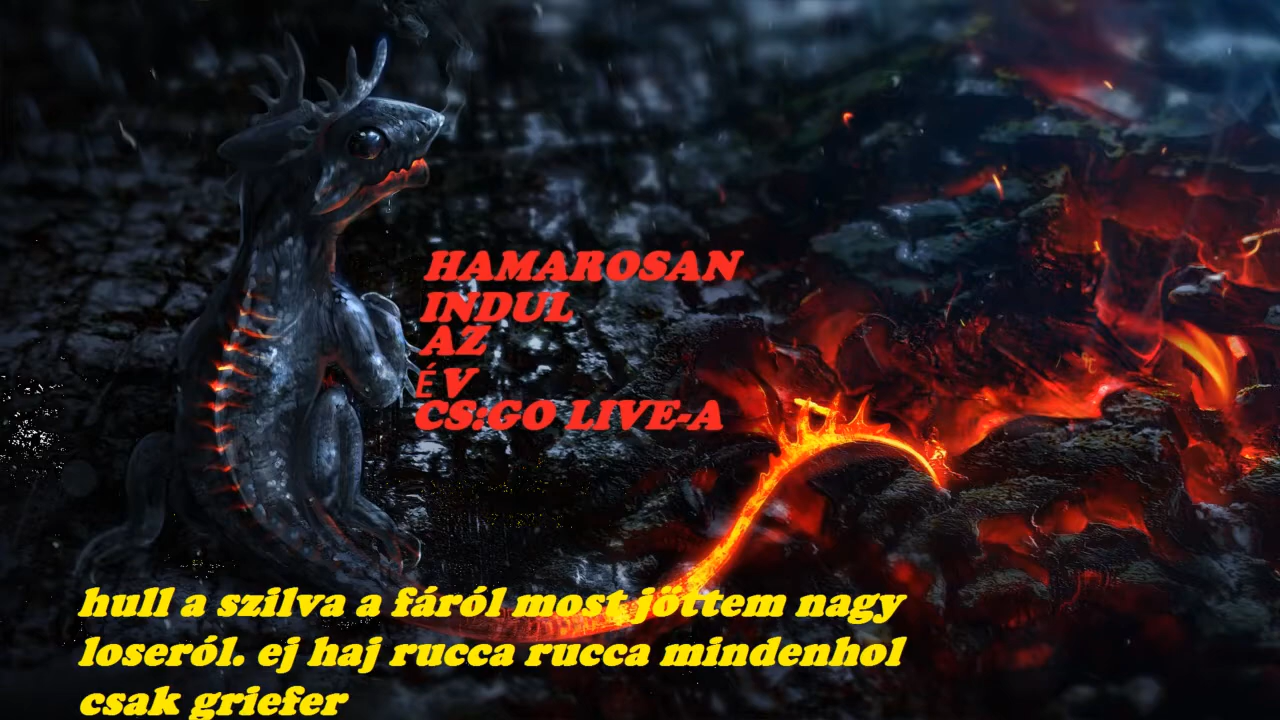 HAMAROSAN
INDUL
AZ
ÉV
CS:GO LIVE-A
hull a szilva a fáról most jöttem nagy
loseról. ej haj rucca rucca mindenhol
csak griefer